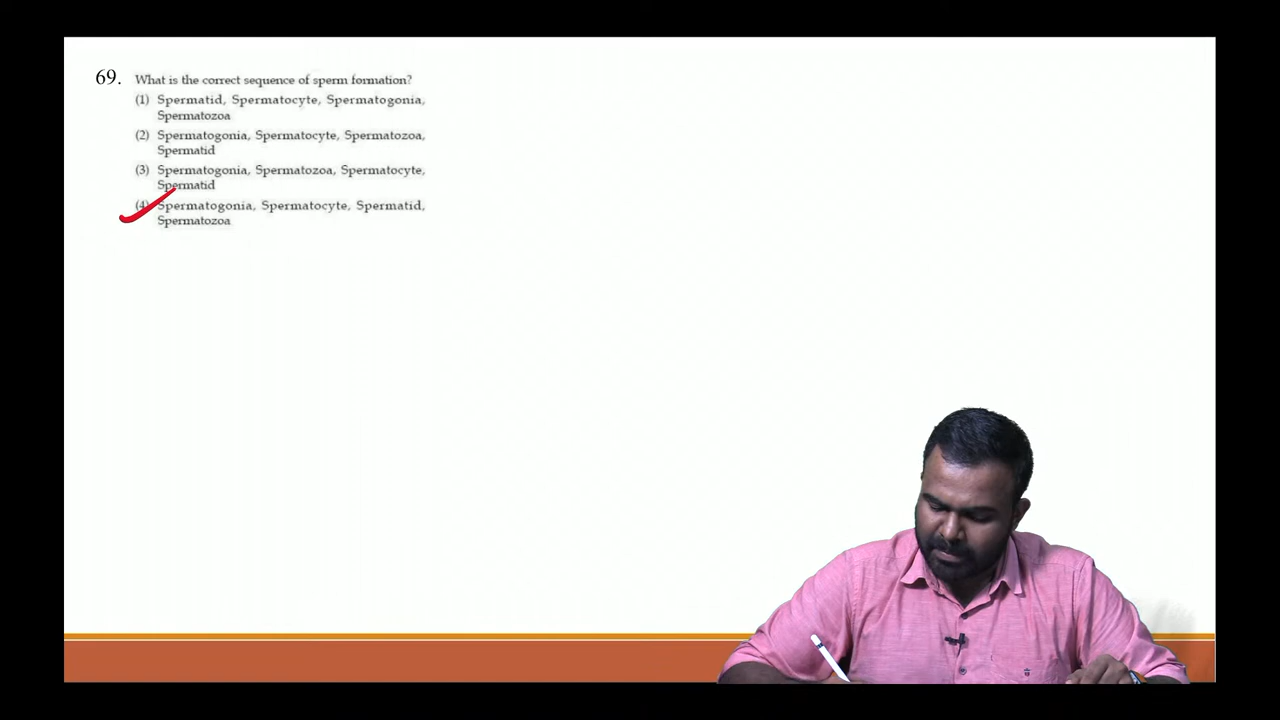 69. What is the correct sequence of sperm formation?
(1) Spermatid, Spermatocyte, Spermatogonia,
Spermatozoa
(2) Spermatogonia, Spermatocyte, Spermatozoa,
Spermatid
(3) Spermatogonia, Spermatozoa, Spermatocyte,
Spermatid
(4) Spermatogonia, Spermatocyte, Spermatid,
Spermatozoa